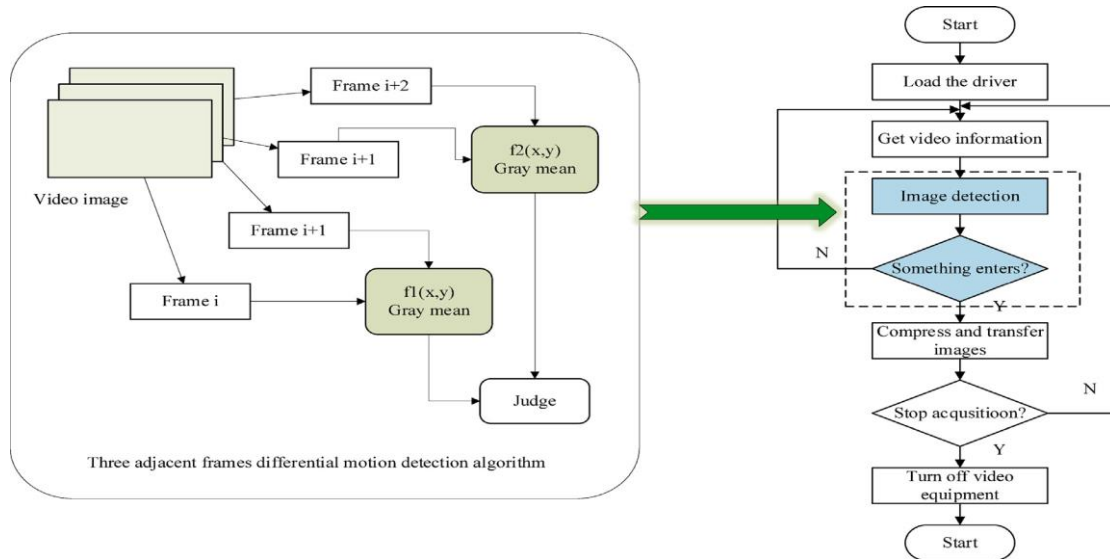 Frame i+2
Frame i+1
f2(x,y)
Gray mean
Video image
Frame i+1
Frame i
f1(x,y)
Gray mean
Judge
Three adjacent frames differential motion detection algorithm
Start
Load the driver
Get video information
Image detection
N
Something enters?
Y
Compress and transfer
images
N
Stop acqusitioon?
Y
Turn off video
equipment
Start